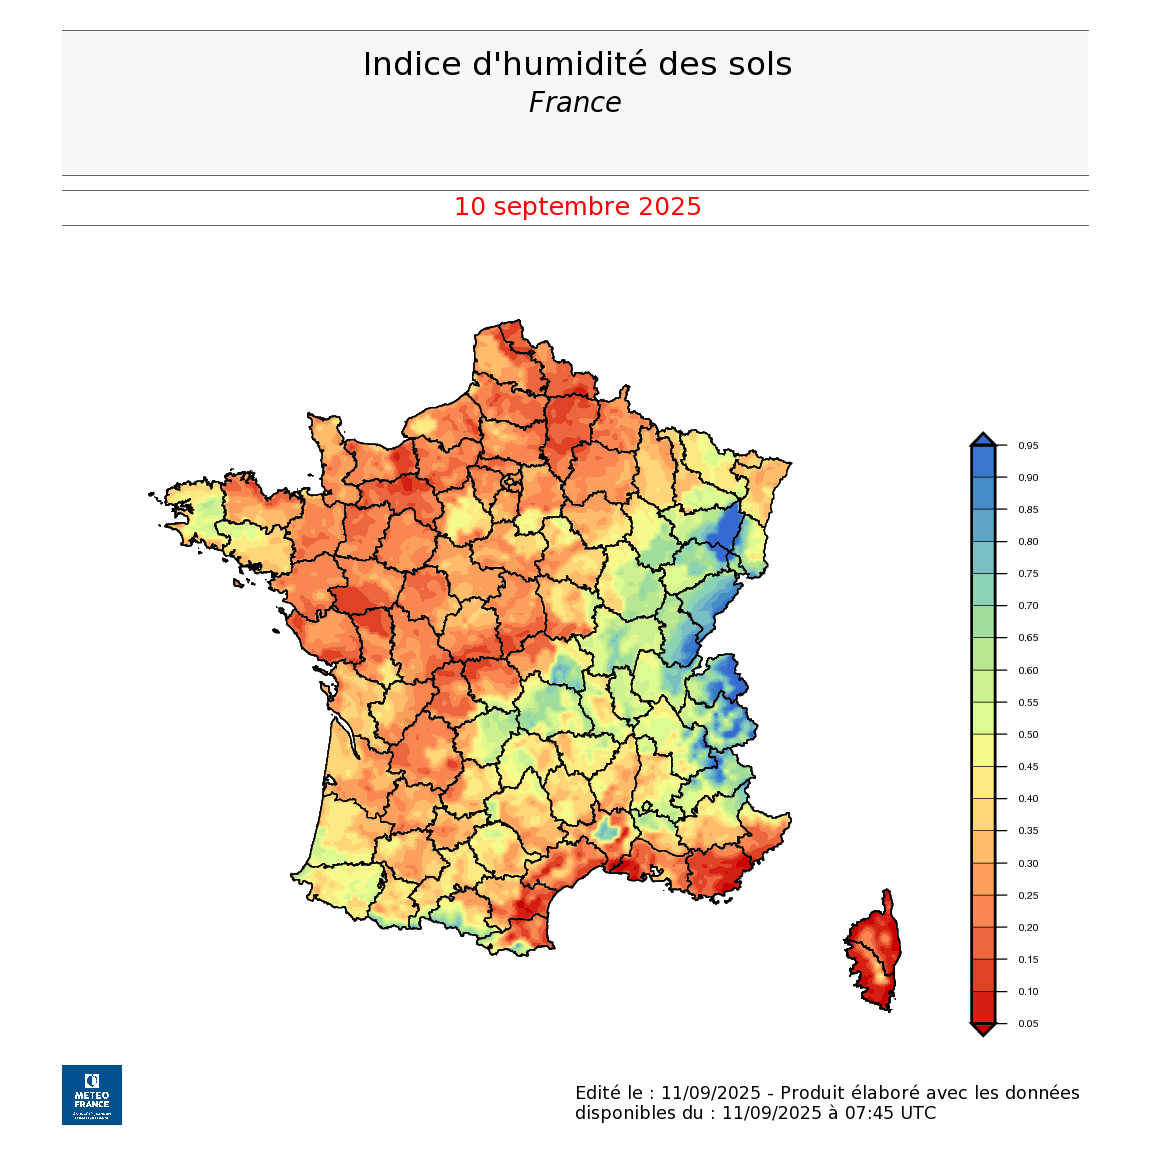 Indice d'humidité des sols
France
10 septembre 2025
0.95
0.90
0.85
0.80
0.75
0.70
0.65
0.60
0.55
0.50
0.45
0.40
0.35
0.30
0.25
0.20
0.15
0.10
0.05
METEO
FRANCE
Edité le : 11/09/2025 - Produit élaboré avec les données
disponibles du : 11/09/2025 à 07:45 UTC